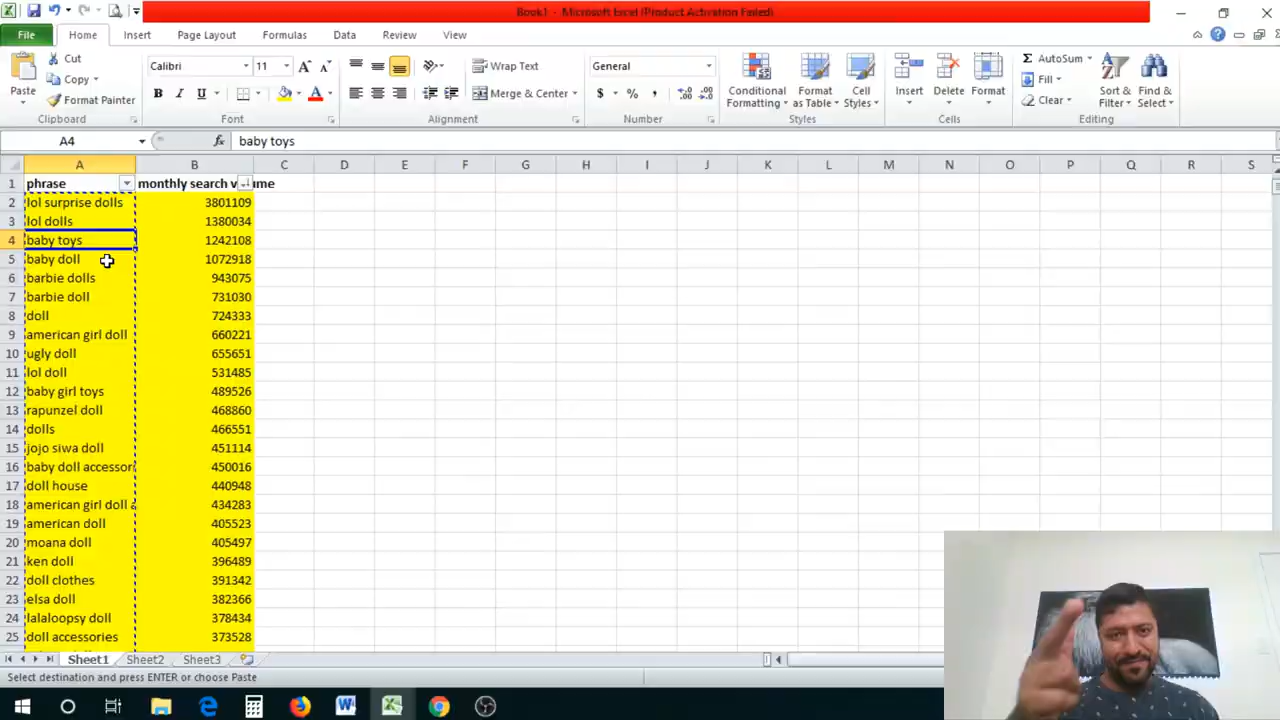 Book1 - Microsoft Excel (Product Activation Failed)
File Home Insert Page Layout Formulas Data Review View
Paste
Cut
Copy
Format Painter
Clipboard
Calibri 11
B I U
Font
Wrap Text
Merge & Center
Alignment
General
$ % ,
Number
Conditional Formatting
Format as Table
Cell Styles
Styles
Insert
Delete
Format
Cells
AutoSum
Fill
Clear
Sort & Filter
Find & Select
Editing
A4 fx baby toys
A B C D E F G H I J K L M N O P Q R S
1 phrase monthly search volume
2 lol surprise dolls 3801109
3 lol dolls 1380034
4 baby toys 1242108
5 baby doll 1072918
6 barbie dolls 943075
7 barbie doll 731030
8 doll 724333
9 american girl doll 660221
10 ugly doll 655651
11 lol doll 531485
12 baby girl toys 489526
13 rapunzel doll 468860
14 dolls 466551
15 jojo siwa doll 451114
16 baby doll accessor 450016
17 doll house 440948
18 american girl doll a 434283
19 american doll 405523
20 moana doll 405497
21 ken doll 396489
22 doll clothes 391342
23 elsa doll 382366
24 lalaloopsy doll 378434
25 doll accessories 373528
Sheet1 Sheet2 Sheet3
Select destination and press ENTER or choose Paste